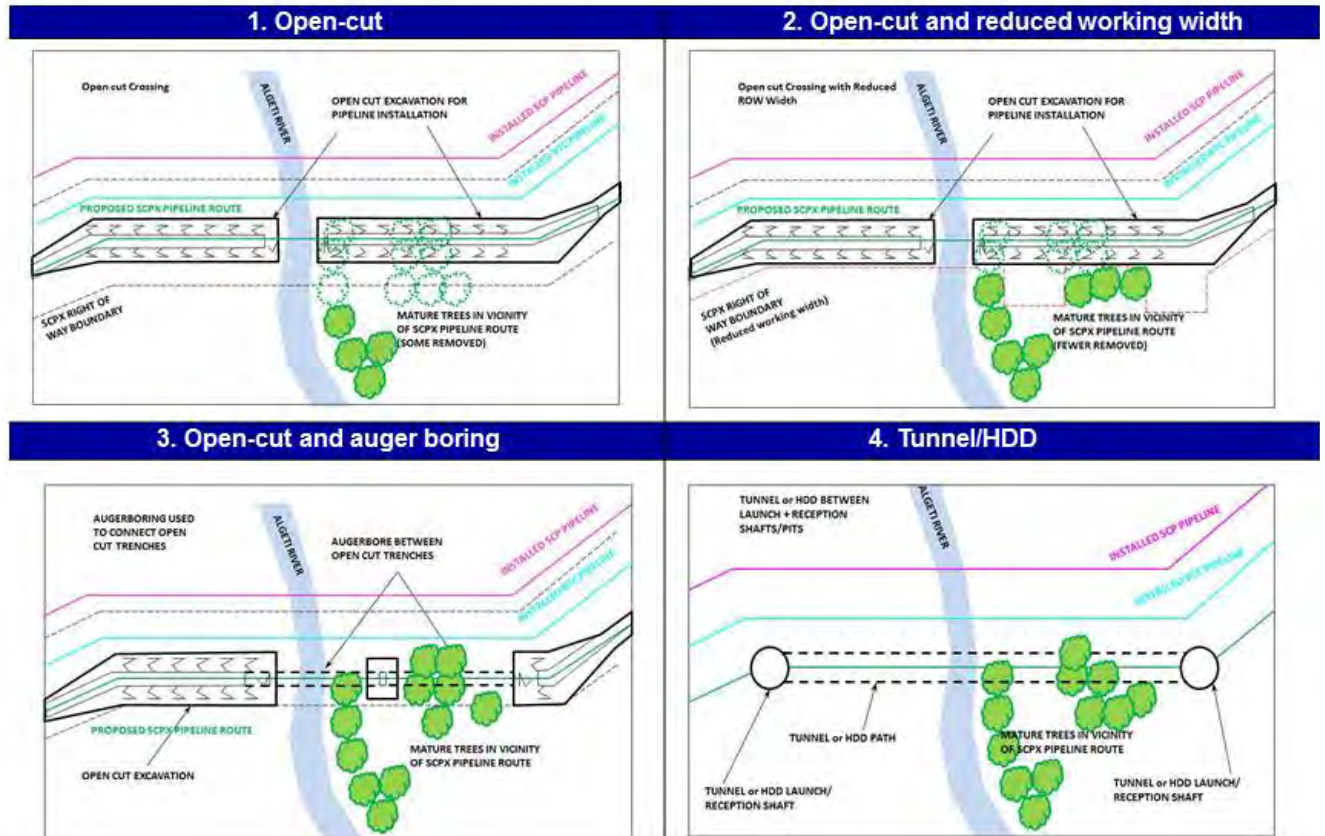 1. Open-cut
Open cut Crossing
ALGETI RIVER
OPEN CUT EXCAVATION FOR
PIPELINE INSTALLATION
INSTALLED SCP PIPELINE
INSTALLED BTC PIPELINE
PROPOSED SCPX PIPELINE ROUTE
SCPX RIGHT OF
WAY BOUNDARY
MATURE TREES IN VICINITY
OF SCPX PIPELINE ROUTE
(SOME REMOVED)
2. Open-cut and reduced working width
Open cut Crossing with Reduced
ROW Width
ALGETI RIVER
OPEN CUT EXCAVATION FOR
PIPELINE INSTALLATION
INSTALLED SCP PIPELINE
PIPELINE
PROPOSED SCPX PIPELINE ROUTE
SCPX RIGHT OF
WAY BOUNDARY
(Reduced working width)
MATURE TREES IN VICINITY
OF SCPX PIPELINE ROUTE
(FEWER REMOVED)
3. Open-cut and auger boring
AUGERBORING USED
TO CONNECT OPEN
CUT TRENCHES
ALGETI RIVER
AUGERBORE BETWEEN
OPEN CUT TRENCHES
INSTALLED SCP PIPELINE
PIPELINE
PROPOSED SCPX PIPELINE ROUTE
OPEN CUT EXCAVATION
MATURE TREES IN VICINITY
OF SCPX PIPELINE ROUTE
4. Tunnel/HDD
TUNNEL or HDD BETWEEN
LAUNCH + RECEPTION
SHAFTS/PITS
ALGETI RIVER
INSTALLED SCP PIPELINE
PIPELINE
TUNNEL or HDD PATH
MATURE TREES IN VICINITY
OF SCPX PIPELINE ROUTE
TUNNEL or HDD LAUNCH/
RECEPTION SHAFT
TUNNEL or HDD LAUNCH/
RECEPTION SHAFT